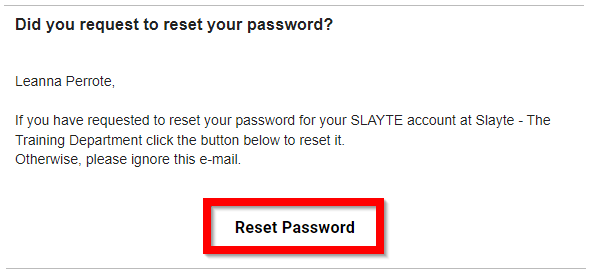 Did you request to reset your password?
Leanna Perrote,
If you have requested to reset your password for your SLAYTE account at Slayte - The
Training Department click the button below to reset it.
Otherwise, please ignore this e-mail.
Reset Password